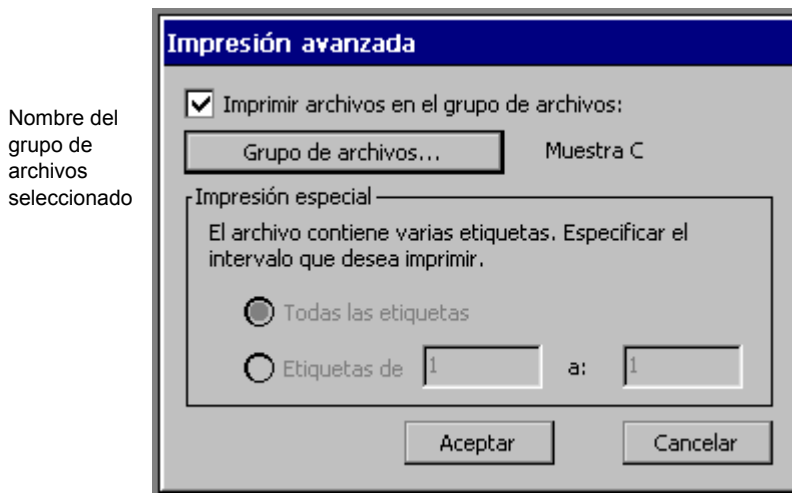 Impresión avanzada
Nombre del
grupo de
archivos
seleccionado
Imprimir archivos en el grupo de archivos:
Grupo de archivos... Muestra C
Impresión especial
El archivo contiene varias etiquetas. Especificar el
intervalo que desea imprimir.
Todas las etiquetas
Etiquetas de 1 a: 1
Aceptar Cancelar